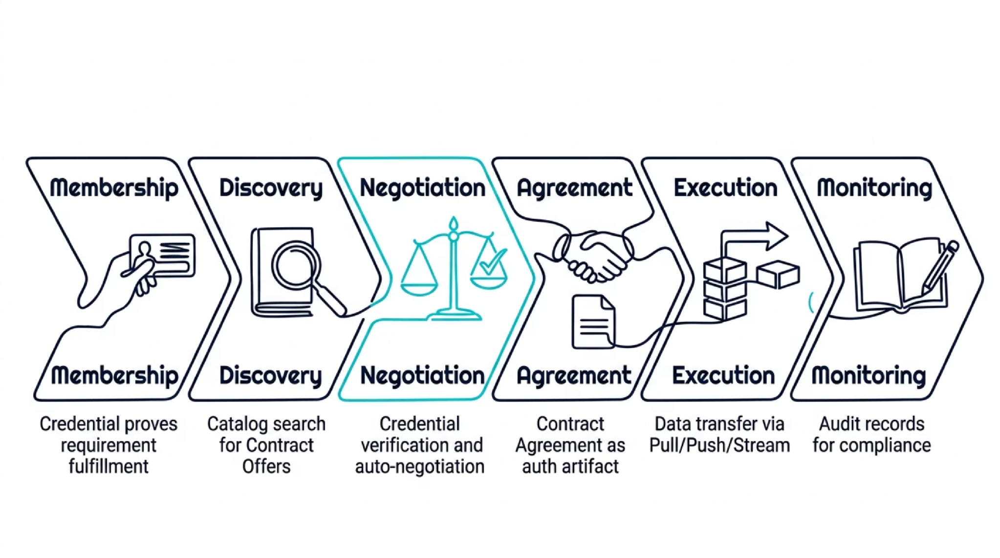 Membership
Discovery
Negotiation
Agreement
Execution
Monitoring
Membership
Discovery
Negotiation
Agreement
Execution
Monitoring
Credential proves
requirement
fulfillment
Catalog search
for Contract
Offers
Credential
verification and
auto-negotiation
Contract
Agreement as
auth artifact
Data transfer via
Pull/Push/Stream
Audit records
for compliance